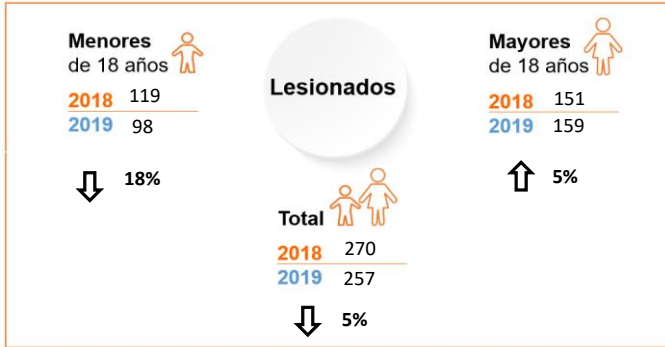 Menores
de 18 años
2018 119
2019 98
18%
Lesionados
Mayores
de 18 años
2018 151
2019 159
5%
Total
2018 270
2019 257
5%